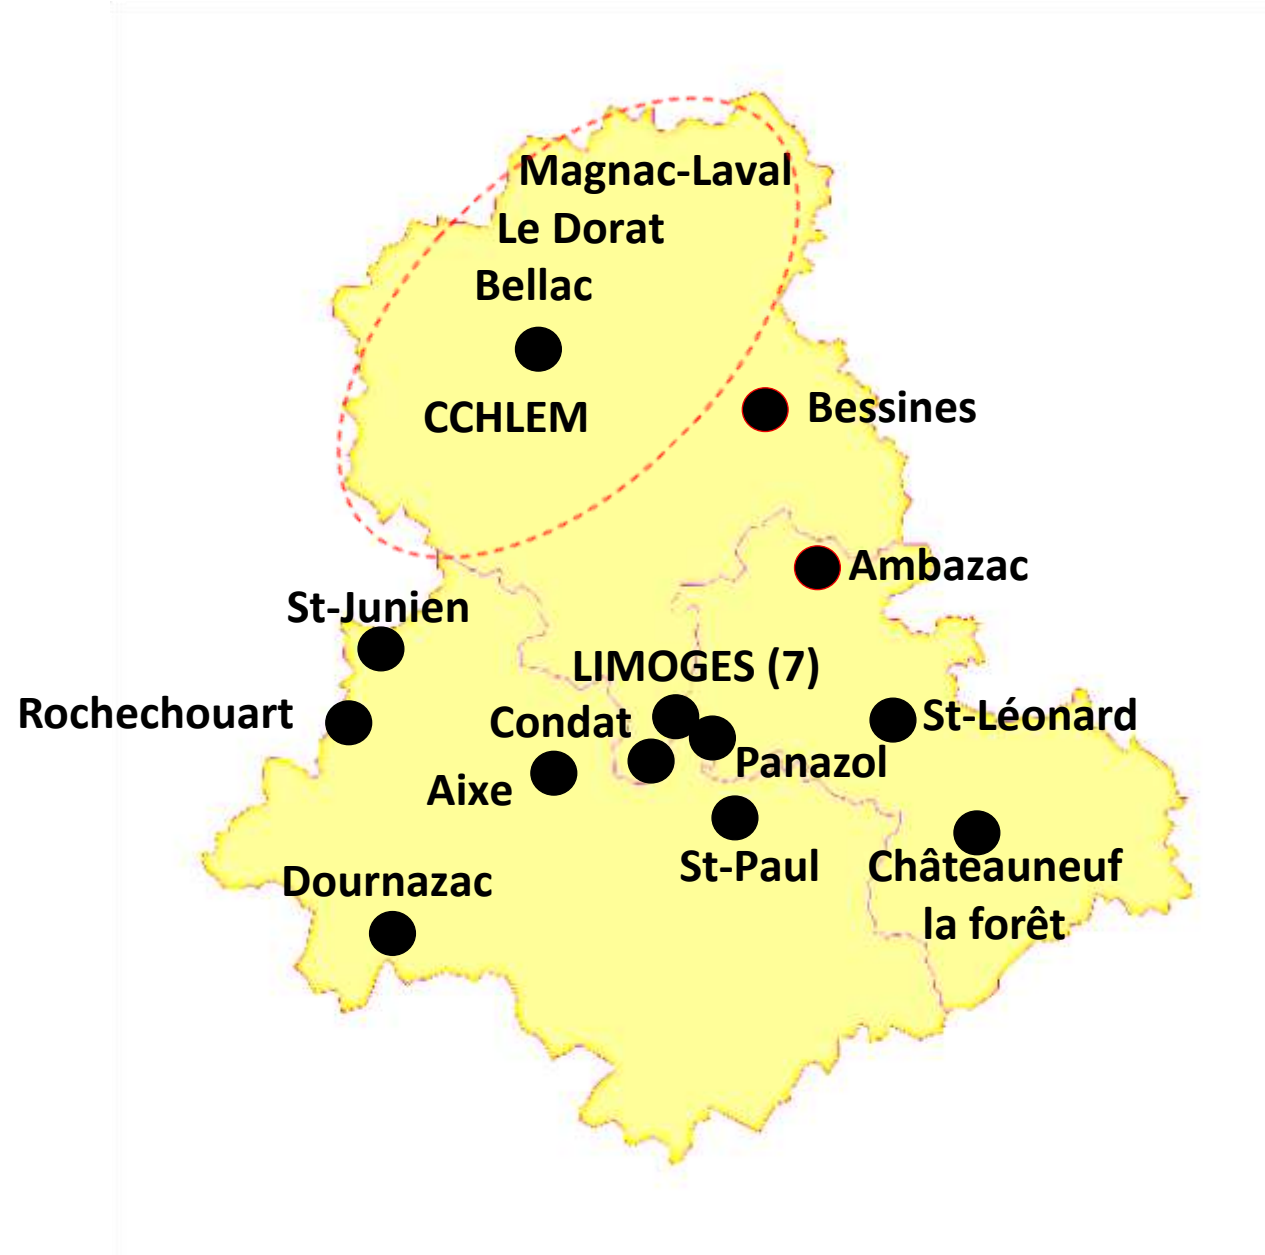 Magnac-Laval
Le Dorat
Bellac
CCHLEM
Bessines
Ambazac
St-Junien
LIMOGES (7)
Rochechouart
Condat
St-Léonard
Panazol
Aixe
St-Paul
Châteauneuf
la forêt
Dournazac